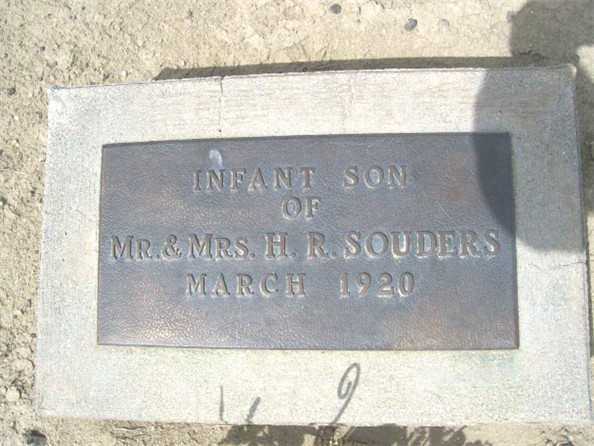 INFANT SON
OF
MR. & MRS. H. R. SOUDERS
MARCH 1920